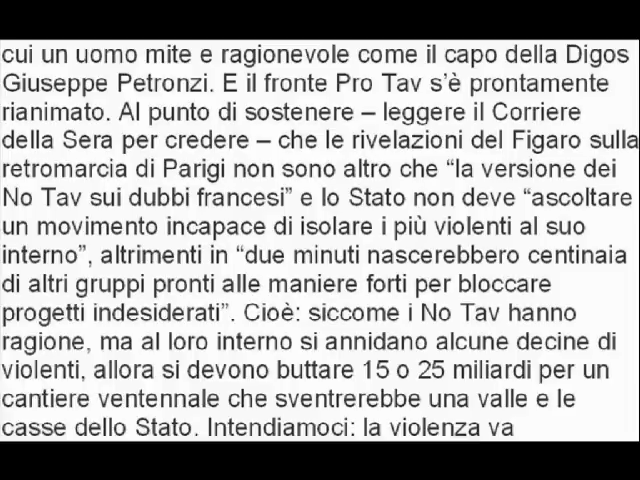 cui un uomo mite e ragionevole come il capo della Digos
Giuseppe Petronzi. E il fronte Pro Tav s’è prontamente
rianimato. Al punto di sostenere – leggere il Corriere
della Sera per credere – che le rivelazioni del Figaro sulla
retromarcia di Parigi non sono altro che “la versione dei
No Tav sui dubbi francesi” e lo Stato non deve “ascoltare
un movimento incapace di isolare i più violenti al suo
interno”, altrimenti in “due minuti nascerebbero centinaia
di altri gruppi pronti alle maniere forti per bloccare
progetti indesiderati”. Cioè: siccome i No Tav hanno
ragione, ma al loro interno si annidano alcune decine di
violenti, allora si devono buttare 15 o 25 miliardi per un
cantiere ventennale che sventrerebbe una valle e le
casse dello Stato. Intendiamoci: la violenza va